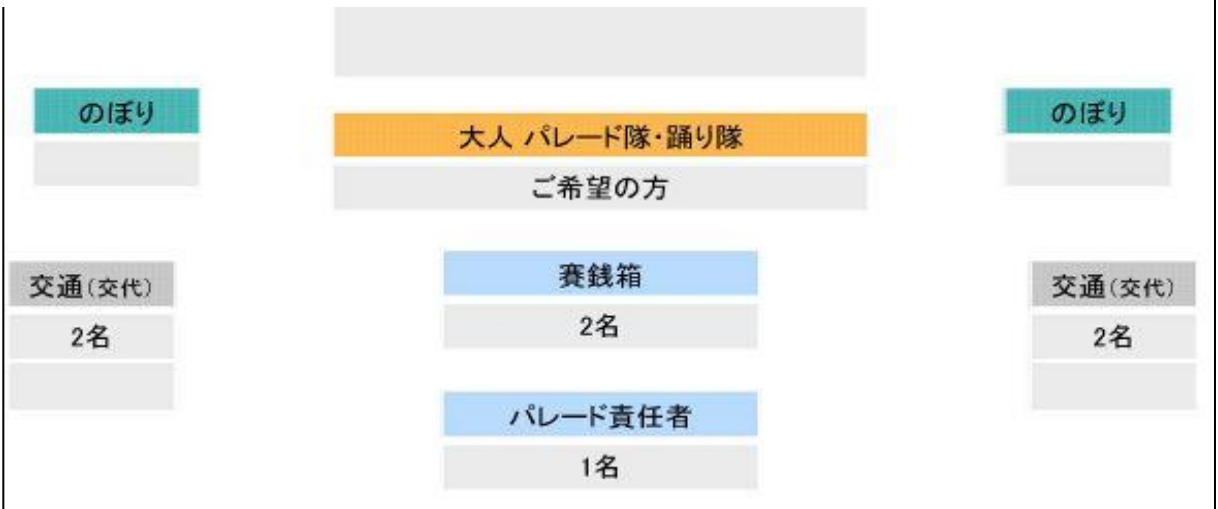 のぼり
のぼり
大人 パレード隊・踊り隊
ご希望の方
交通(交代)
賽銭箱
交通(交代)
2名
2名
2名
パレード責任者
1名